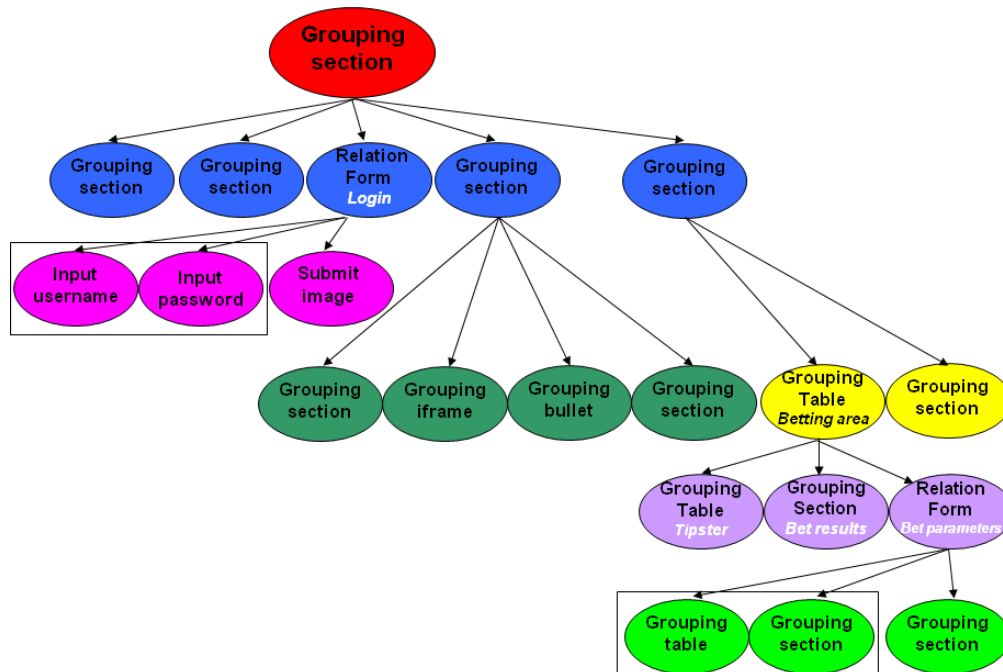 Grouping
section
Grouping
section
Grouping
section
Relation
Form
Login
Grouping
section
Grouping
section
Input
username
Input
password
Submit
image
Grouping
section
Grouping
iframe
Grouping
bullet
Grouping
section
Grouping
Table
Betting area
Grouping
section
Grouping
Table
Tipster
Grouping
Section
Bet results
Relation
Form
Bet parameters
Grouping
table
Grouping
section
Grouping
section